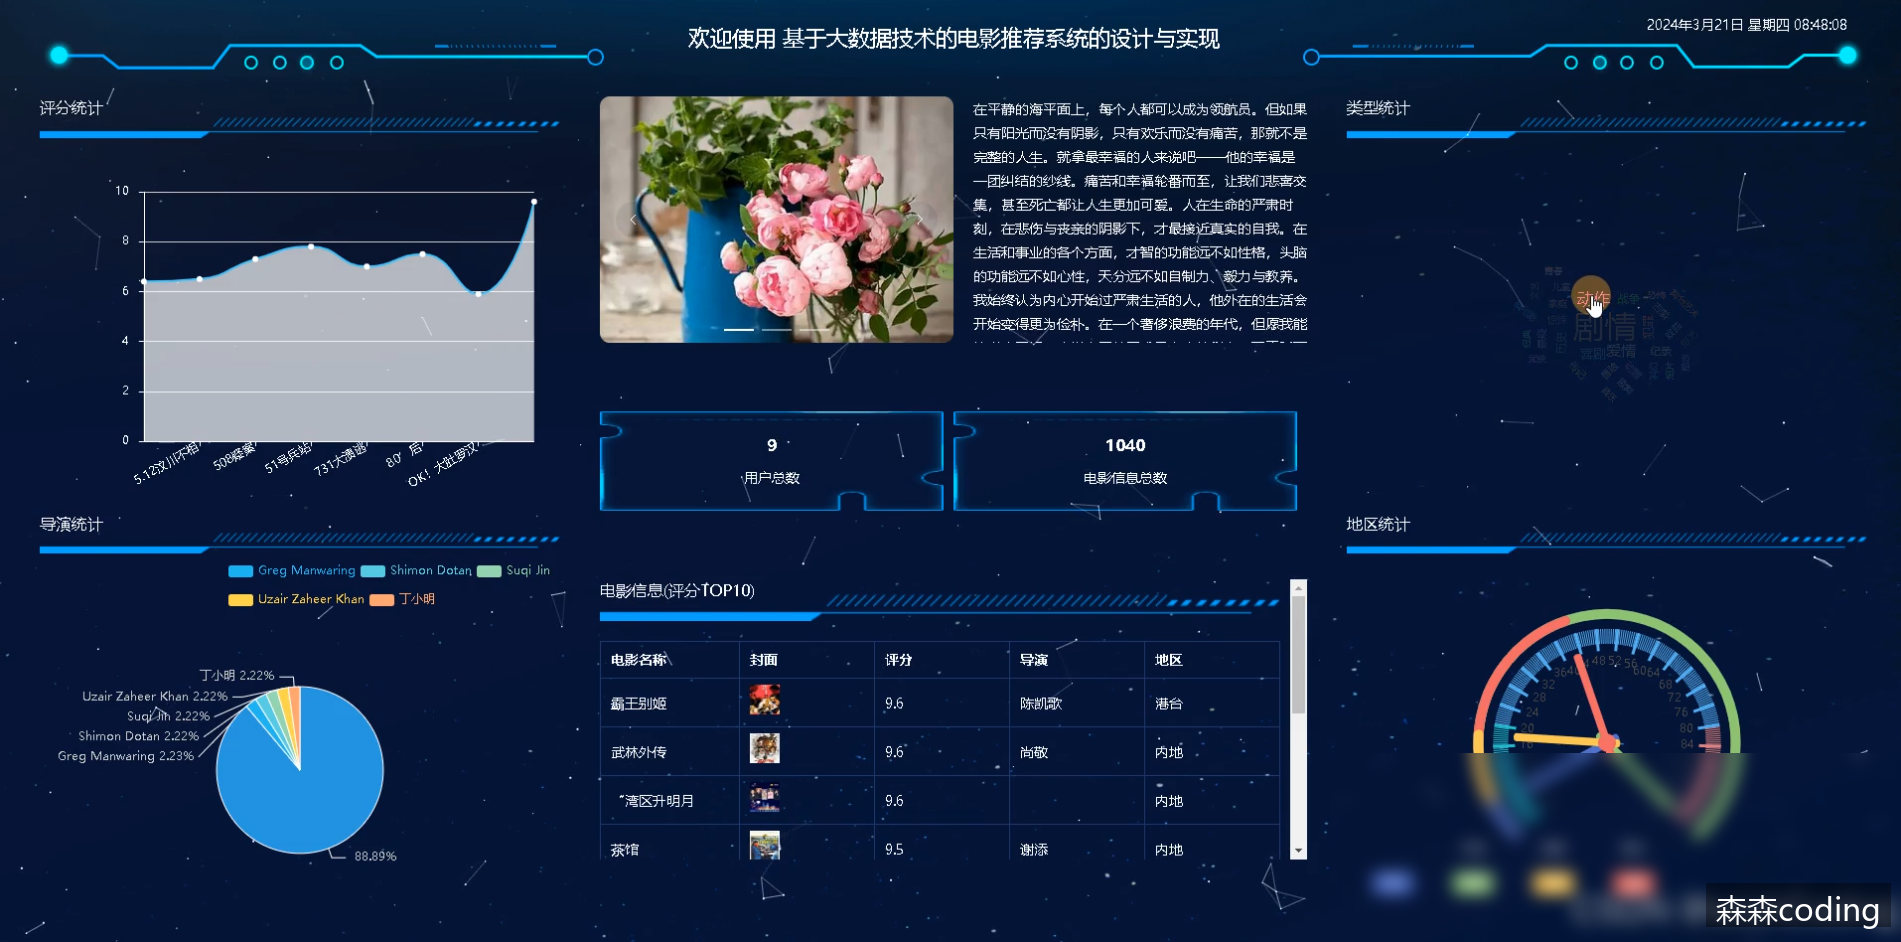 欢迎使用 基于大数据技术的电影推荐系统的设计与实现
2024年3月21日 星期四 08:48:08
评分统计
10
8
6
4
2
0
5.12汶川不相
508疑案
51号兵站
731大溃逃
80’后
OK！大肚罗汉
导演统计
Greg Manwaring
Shimon Dotan
Suqi Jin
Uzair Zaheer Khan
丁小明
丁小明 2.22%
Uzair Zaheer Khan 2.22%
Suqi Jin 2.22%
Shimon Dotan 2.22%
Greg Manwaring 2.23%
88.89%
在平静的海平面上，每个人都可以成为领航员。但如果
只有阳光而没有阴影，只有欢乐而没有痛苦，那就不是
完整的人生。就拿最幸福的人来说吧——他的幸福是
一团纠结的纱线。痛苦和幸福轮番而至，让我们悲喜交
集，甚至死亡都让人生更加可爱。人在生命的严肃时
刻，在悲伤与丧亲的阴影下，才最接近真实的自我。在
生活和事业的各个方面，才智的功能远不如性格，头脑
的功能远不如心性，天分远不如自制力、毅力与教养。
我始终认为内心开始过严肃生活的人，他外在的生活会
开始变得更为俭朴。在一个奢侈浪费的年代，但愿我能
9
用户总数
1040
电影信息总数
电影信息(评分TOP10)
电影名称 封面 评分 导演 地区
霸王别姬 9.6 陈凯歌 港台
武林外传 9.6 尚敬 内地
“湾区升明月 9.6 内地
茶馆 9.5 谢添 内地
类型统计
动作
战争
剧情
爱情
喜剧
记录
地区统计
16
20
24
28
32
36
40
48
52
56
60
64
68
72
76
80
84
森森coding